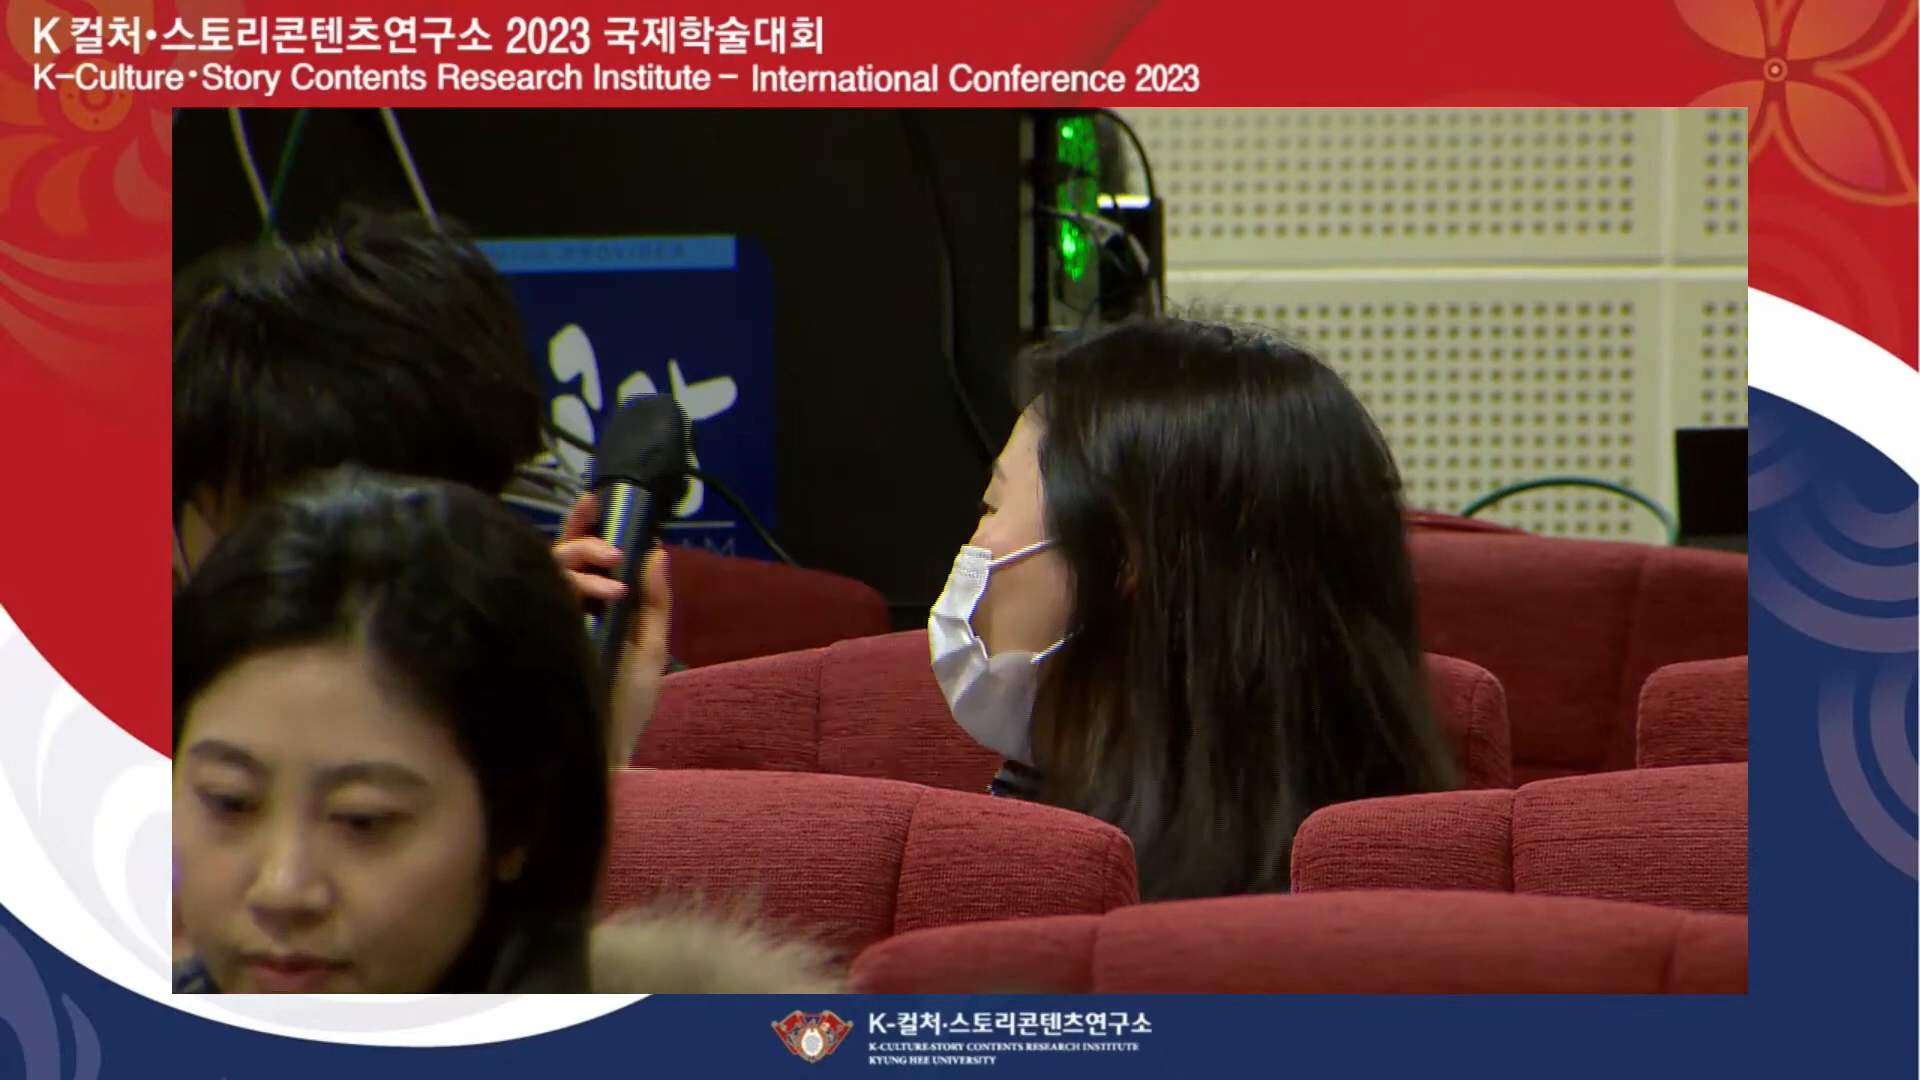 K 컬처•스토리콘텐츠연구소 2023 국제학술대회
K-Culture•Story Contents Research Institute - International Conference 2023
K-컬처·스토리콘텐츠연구소
K-CULTURE·STORY CONTENTS RESEARCH INSTITUTE
KYUNG HEE UNIVERSITY